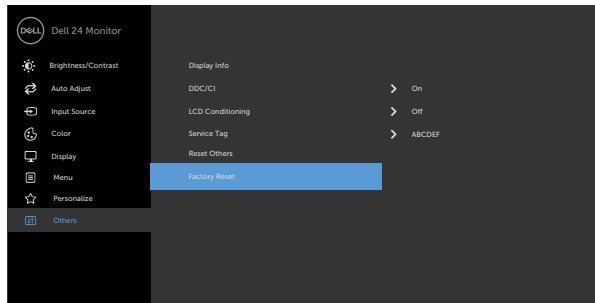 DELL Dell 24 Monitor
Brightness/Contrast Display Info
Auto Adjust DDC/CI On
Input Source LCD Conditioning Off
Color Service Tag ABCDEF
Display Reset Others
Menu Factory Reset
Personalize
Others